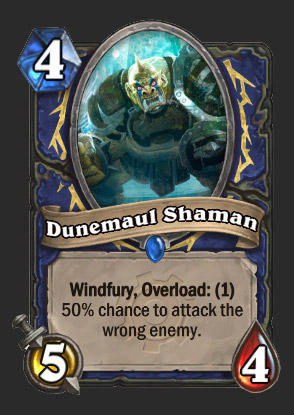 4
Dunemaul Shaman
Windfury, Overload: (1)
50% chance to attack the
wrong enemy.
5
4